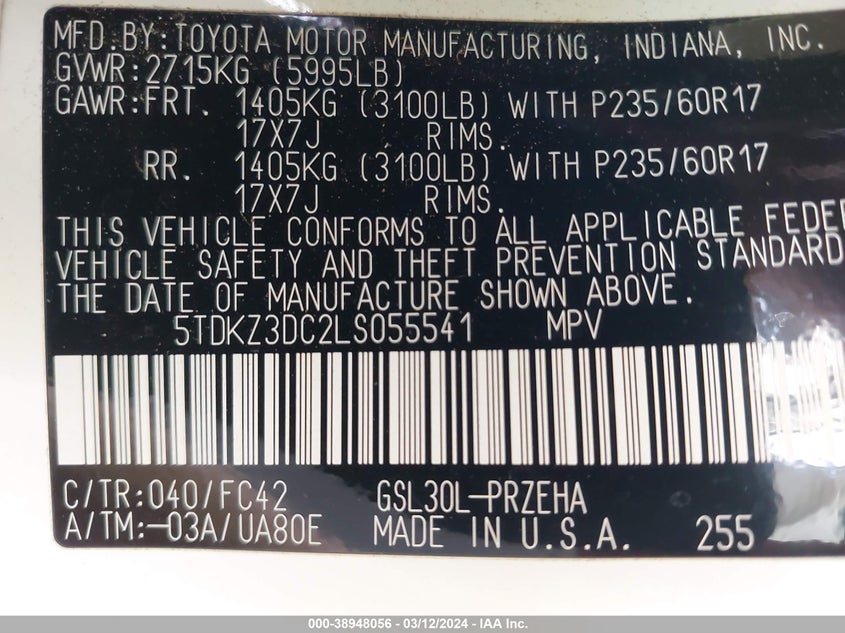 MFD.BY:TOYOTA MOTOR MANUFACTURING, INDIANA, INC.
GVWR:2715KG (5995LB)
GAWR:FRT. 1405KG (3100LB) WITH P235/60R17
17X7J RIMS.
RR. 1405KG (3100LB) WITH P235/60R17
17X7J RIMS.
THIS VEHICLE CONFORMS TO ALL APPLICABLE FEDER
VEHICLE SAFETY AND THEFT PREVENTION STANDARD
THE DATE OF MANUFACTURE SHOWN ABOVE.
5TDKZ3DC2LS055541 MPV
C/TR:040/FC42 GSL30L-PRZEHA
A/TM:-03A/UA80E MADE IN U.S.A. 255
000-38948056 — 03/12/2024 — IAA Inc.